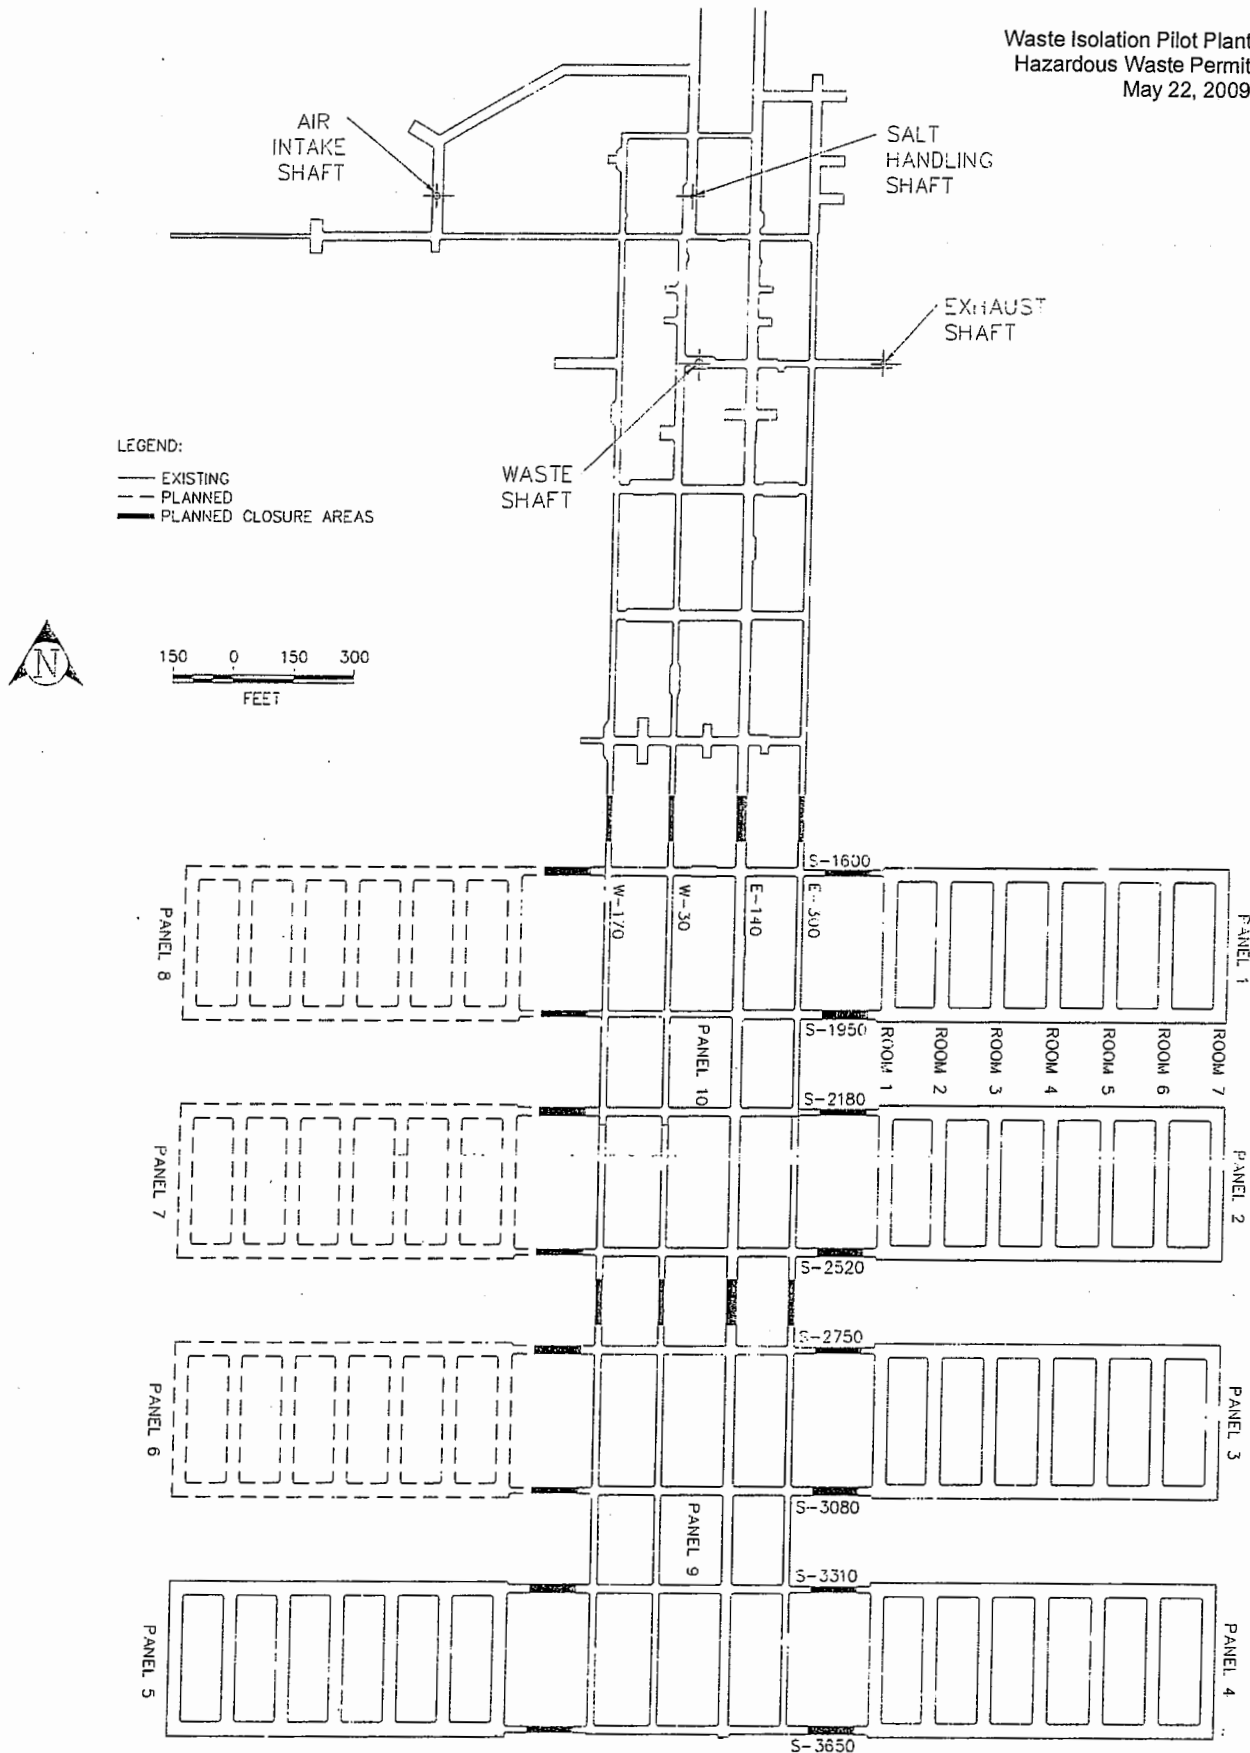 Waste Isolation Pilot Plant
Hazardous Waste Permit
May 22, 2009
AIR
INTAKE
SHAFT
SALT
HANDLING
SHAFT
EXHAUST
SHAFT
LEGEND:
EXISTING
PLANNED
PLANNED CLOSURE AREAS
WASTE
SHAFT
N
150 0 150 300
FEET
S-1600
W-170
W-30
E-140
E-300
PANEL 8
PANEL 1
S-1950
PANEL 10
ROOM 1
ROOM 2
ROOM 3
ROOM 4
ROOM 5
ROOM 6
ROOM 7
S-2180
PANEL 7
PANEL 2
S-2520
S-2750
PANEL 6
PANEL 3
S-3080
PANEL 9
S-3310
PANEL 5
PANEL 4
S-3650